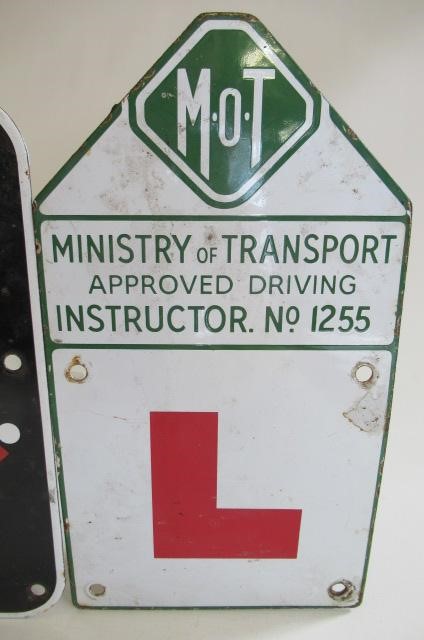 M·O·T
MINISTRY OF TRANSPORT
APPROVED DRIVING
INSTRUCTOR. Nº 1255
L